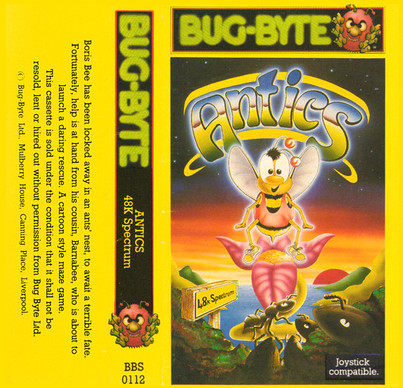 Boris Bee has been locked away in an ants' nest, to await a terrible fate.
Fortunately, help is at hand from his cousin, Barnabee, who is about to
launch a daring rescue. A cartoon style maze game.
This cassette is sold under the condition that it shall not be
resold, lent or hired out without permission from Bug Byte Ltd.
© Bug-Byte Ltd., Mulberry House, Canning Place, Liverpool.
BUG-BYTE
ANTICS
48K Spectrum
BBS
0112
BUG-BYTE
Antics
48K Spectrum
Joystick
compatible.